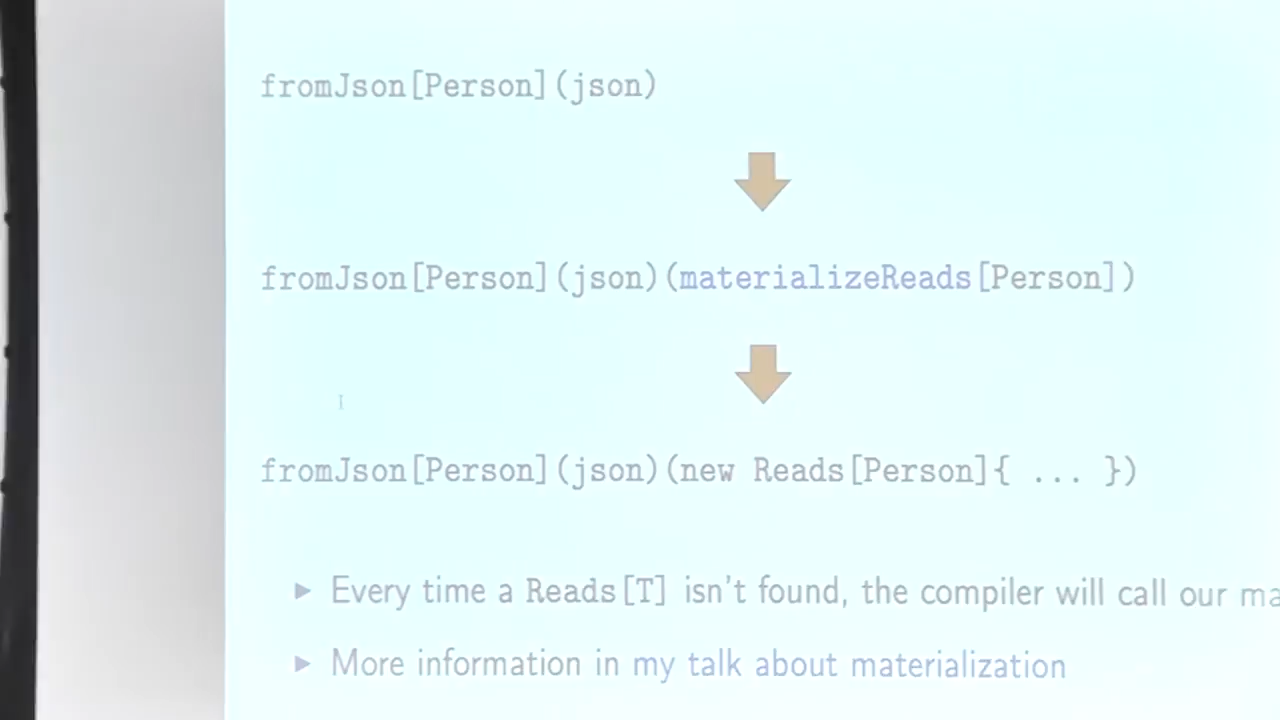 fromJson[Person](json)
fromJson[Person](json)(materializeReads[Person])
fromJson[Person](json)(new Reads[Person]{ ... })
Every time a Reads[T] isn't found, the compiler will call our
More information in my talk about materialization